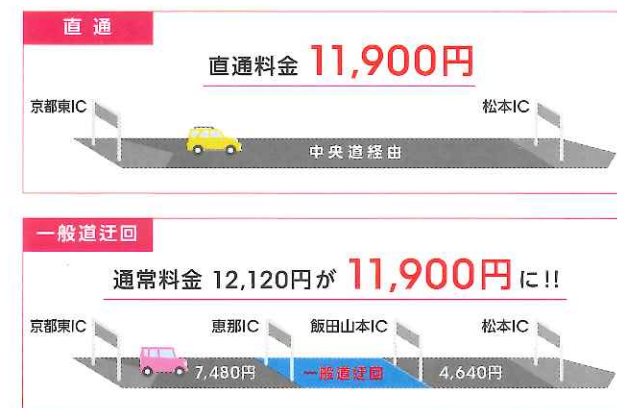 直通
直通料金 11,900円
京都東IC 松本IC
中央道経由
一般道迂回
通常料金 12,120円が 11,900円に!!
京都東IC 恵那IC 飯田山本IC 松本IC
7,480円 一般道迂回 4,640円